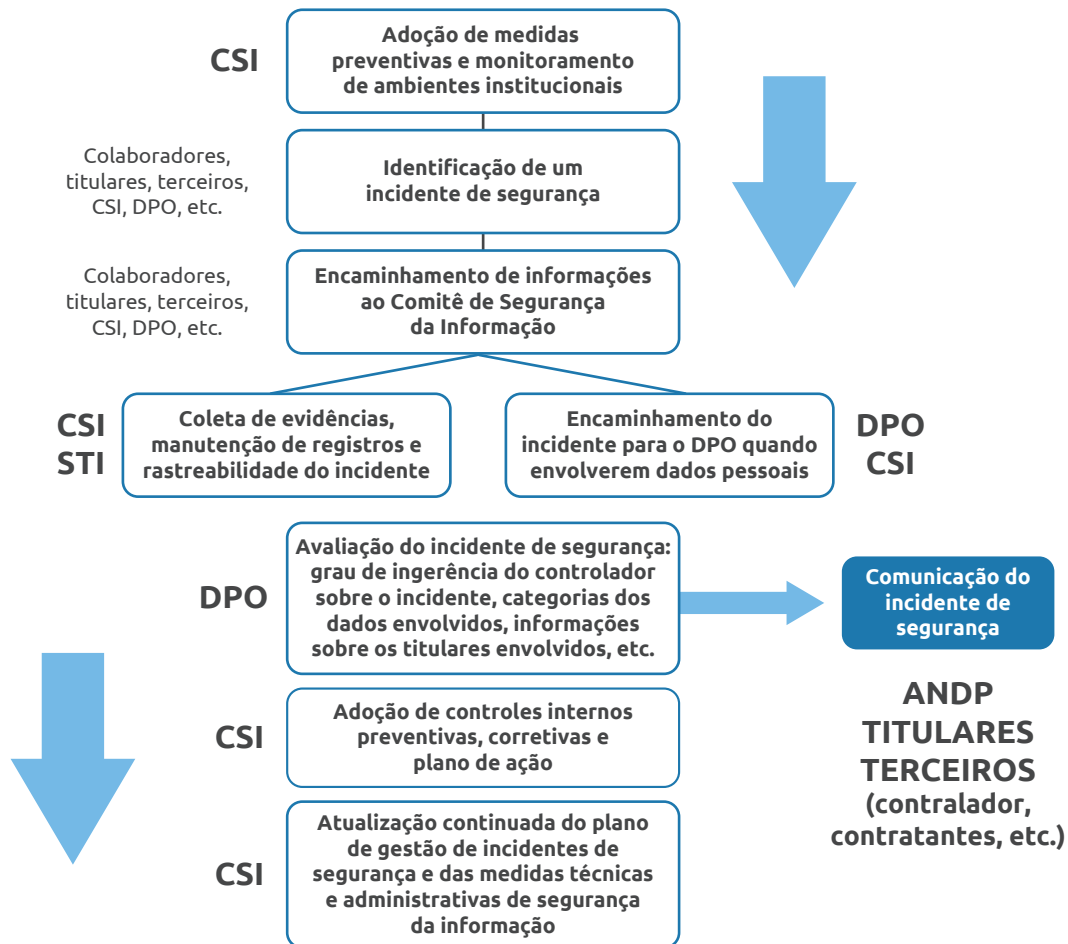 CSI
Adoção de medidas
preventivas e monitoramento
de ambientes institucionais
Colaboradores,
titulares, terceiros,
CSI, DPO, etc.
Identificação de um
incidente de segurança
Colaboradores,
titulares, terceiros,
CSI, DPO, etc.
Encaminhamento de informações
ao Comitê de Segurança
da Informação
CSI
STI
Coleta de evidências,
manutenção de registros e
rastreabilidade do incidente
Encaminhamento do
incidente para o DPO quando
envolverem dados pessoais
DPO
CSI
DPO
Avaliação do incidente de segurança:
grau de ingerência do controlador
sobre o incidente, categorias dos
dados envolvidos, informações
sobre os titulares envolvidos, etc.
Comunicação do
incidente de
segurança
ANDP
TITULARES
TERCEIROS
(contralador,
contratantes, etc.)
CSI
Adoção de controles internos
preventivas, corretivas e
plano de ação
CSI
Atualização continuada do plano
de gestão de incidentes de
segurança e das medidas técnicas
e administrativas de segurança
da informação